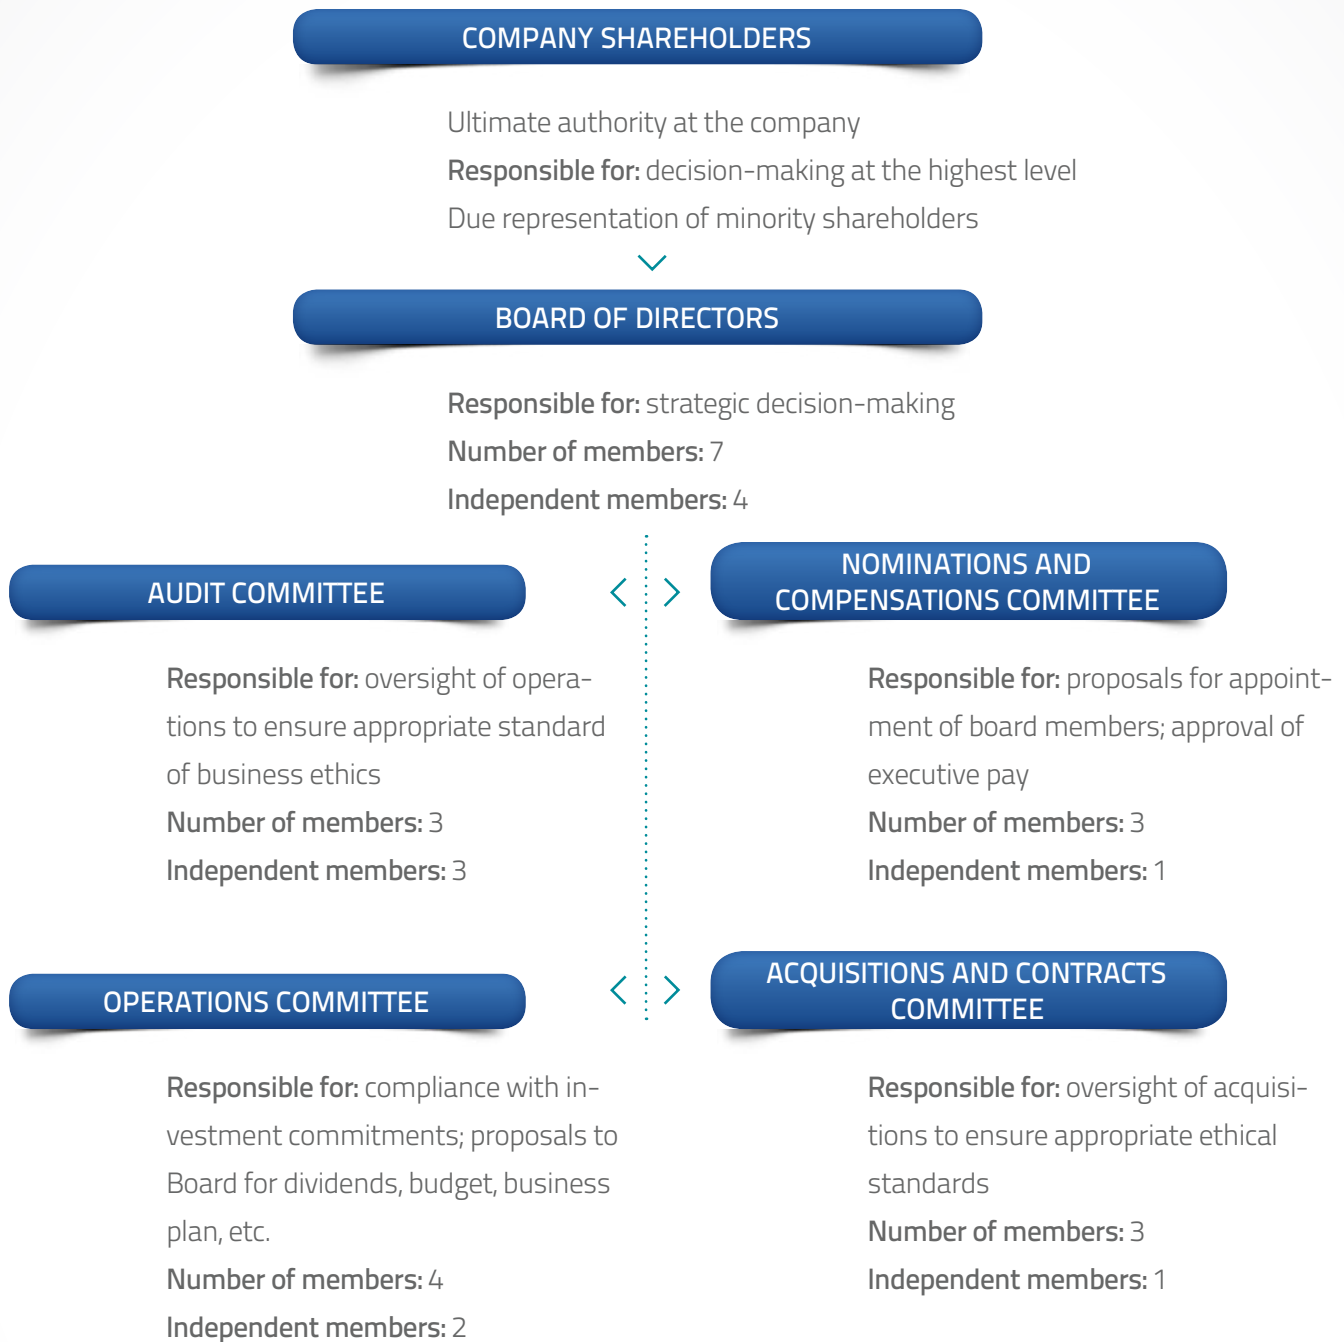 COMPANY SHAREHOLDERS
Ultimate authority at the company
Responsible for: decision-making at the highest level
Due representation of minority shareholders
BOARD OF DIRECTORS
Responsible for: strategic decision-making
Number of members: 7
Independent members: 4
AUDIT COMMITTEE
Responsible for: oversight of opera-
tions to ensure appropriate standard
of business ethics
Number of members: 3
Independent members: 3
NOMINATIONS AND
COMPENSATIONS COMMITTEE
Responsible for: proposals for appoint-
ment of board members; approval of
executive pay
Number of members: 3
Independent members: 1
OPERATIONS COMMITTEE
Responsible for: compliance with in-
vestment commitments; proposals to
Board for dividends, budget, business
plan, etc.
Number of members: 4
Independent members: 2
ACQUISITIONS AND CONTRACTS
COMMITTEE
Responsible for: oversight of acquisi-
tions to ensure appropriate ethical
standards
Number of members: 3
Independent members: 1